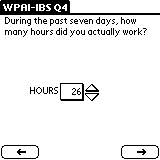 WPAI-IBS Q4
During the past seven days, how
many hours did you actually work?
HOURS 26